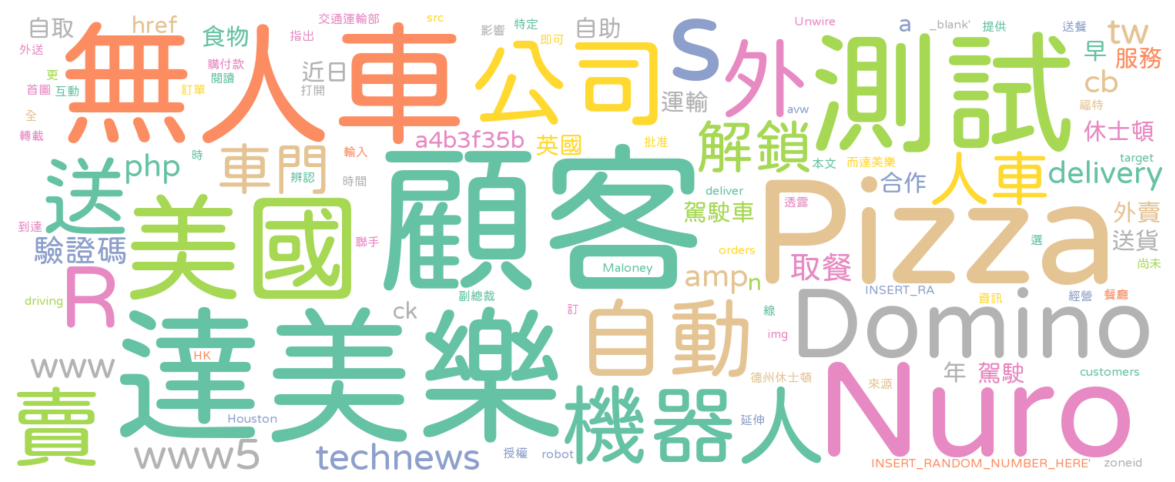 自取
href
交通運輸部
src
影響
特定
自助
Unwire
a
_blank'
提供
送餐
tw
外送
無人車
食物
指出
公司
即可
S
外
測試
早
服務
購付款
閱讀
近日
打開
運輸
cb
更
首圖
互動
訂單
avw
福特
全
轉載
a4b3f35b
英國
批准
解鎖
休士頓
php
時
車門
輸入
本文
而達美樂
人車
target
送
辨認
時間
顧客
deliver
合作
delivery
駕駛車
Pizza
透露
外賣
到達
美國
驗證碼
聯手
orders
選
送貨
尚未
取餐
Maloney
amp
n
R
driving
副總裁
INSERT_RA
資訊
經營
餐廳
ck
自動
訂
線
Domino
img
達美樂
HK
www
德州休士頓
Nuro
年
駕駛
來源
customers
賣
機器人
Houston
延伸
www5
technews
授權
robot
INSERT_RANDOM_NUMBER_HERE'
zoneid